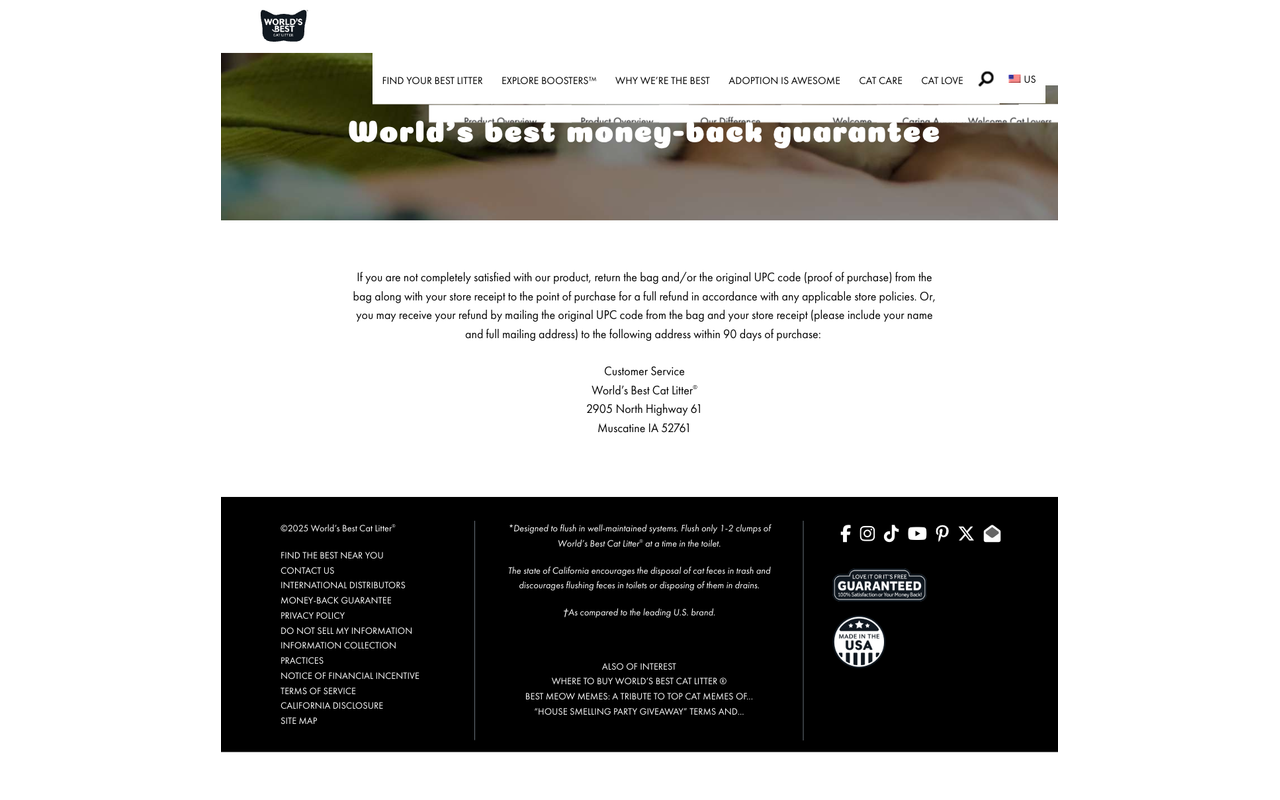 WORLD'S
BEST
CAT LITTER
FIND YOUR BEST LITTER EXPLORE BOOSTERS™ WHY WE'RE THE BEST ADOPTION IS AWESOME CAT CARE CAT LOVE US
Product Overview Product Overview Our Difference Welcome Caring A Welcome Cat Lovers
World's best money-back guarantee
If you are not completely satisfied with our product, return the bag and/or the original UPC code (proof of purchase) from the
bag along with your store receipt to the point of purchase for a full refund in accordance with any applicable store policies. Or,
you may receive your refund by mailing the original UPC code from the bag and your store receipt (please include your name
and full mailing address) to the following address within 90 days of purchase:
Customer Service
World's Best Cat Litter®
2905 North Highway 61
Muscatine IA 52761
©2025 World's Best Cat Litter®
FIND THE BEST NEAR YOU
CONTACT US
INTERNATIONAL DISTRIBUTORS
MONEY-BACK GUARANTEE
PRIVACY POLICY
DO NOT SELL MY INFORMATION
INFORMATION COLLECTION
PRACTICES
NOTICE OF FINANCIAL INCENTIVE
TERMS OF SERVICE
CALIFORNIA DISCLOSURE
SITE MAP
*Designed to flush in well-maintained systems. Flush only 1-2 clumps of
World's Best Cat Litter® at a time in the toilet.
The state of California encourages the disposal of cat feces in trash and
discourages flushing feces in toilets or disposing of them in drains.
†As compared to the leading U.S. brand.
ALSO OF INTEREST
WHERE TO BUY WORLD'S BEST CAT LITTER ®
BEST MEOW MEMES: A TRIBUTE TO TOP CAT MEMES OF...
"HOUSE SMELLING PARTY GIVEAWAY" TERMS AND...
LOVE IT OR IT'S FREE
GUARANTEED
100% Satisfaction or Your Money Back!
MADE IN THE
USA